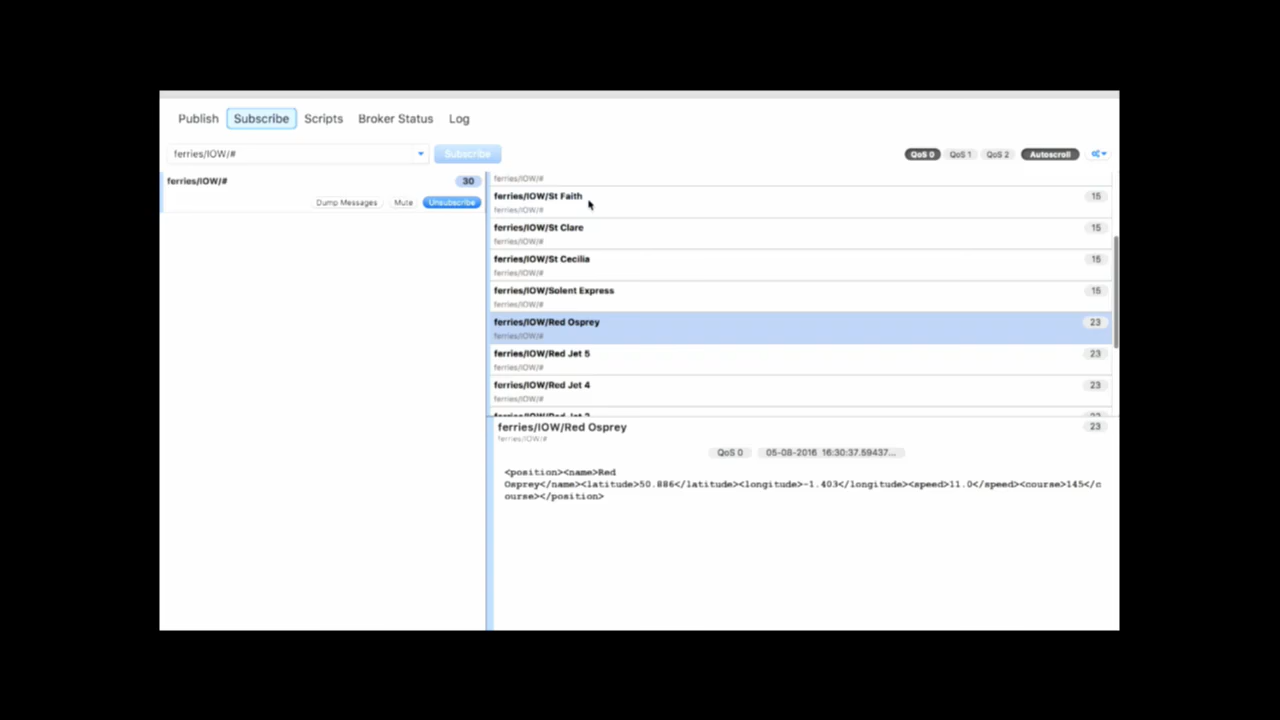 Publish Subscribe Scripts Broker Status Log
ferries/IOW/# Subscribe QoS 0 QoS 1 QoS 2 Autoscroll
ferries/IOW/# 30
Dump Messages Mute Unsubscribe
ferries/IOW/#
ferries/IOW/St Faith 15
ferries/IOW/#
ferries/IOW/St Clare 15
ferries/IOW/#
ferries/IOW/St Cecilia 15
ferries/IOW/#
ferries/IOW/Solent Express 15
ferries/IOW/#
ferries/IOW/Red Osprey 23
ferries/IOW/#
ferries/IOW/Red Jet 5 23
ferries/IOW/#
ferries/IOW/Red Jet 4 23
ferries/IOW/#
ferries/IOW/Red Jet
ferries/IOW/Red Osprey 23
ferries/IOW/#
QoS 0 05-08-2016 16:30:37.59437...
<position><name>Red
Osprey</name><latitude>50.886</latitude><longitude>-1.403</longitude><speed>11.0</speed><course>145</c
ourse></position>